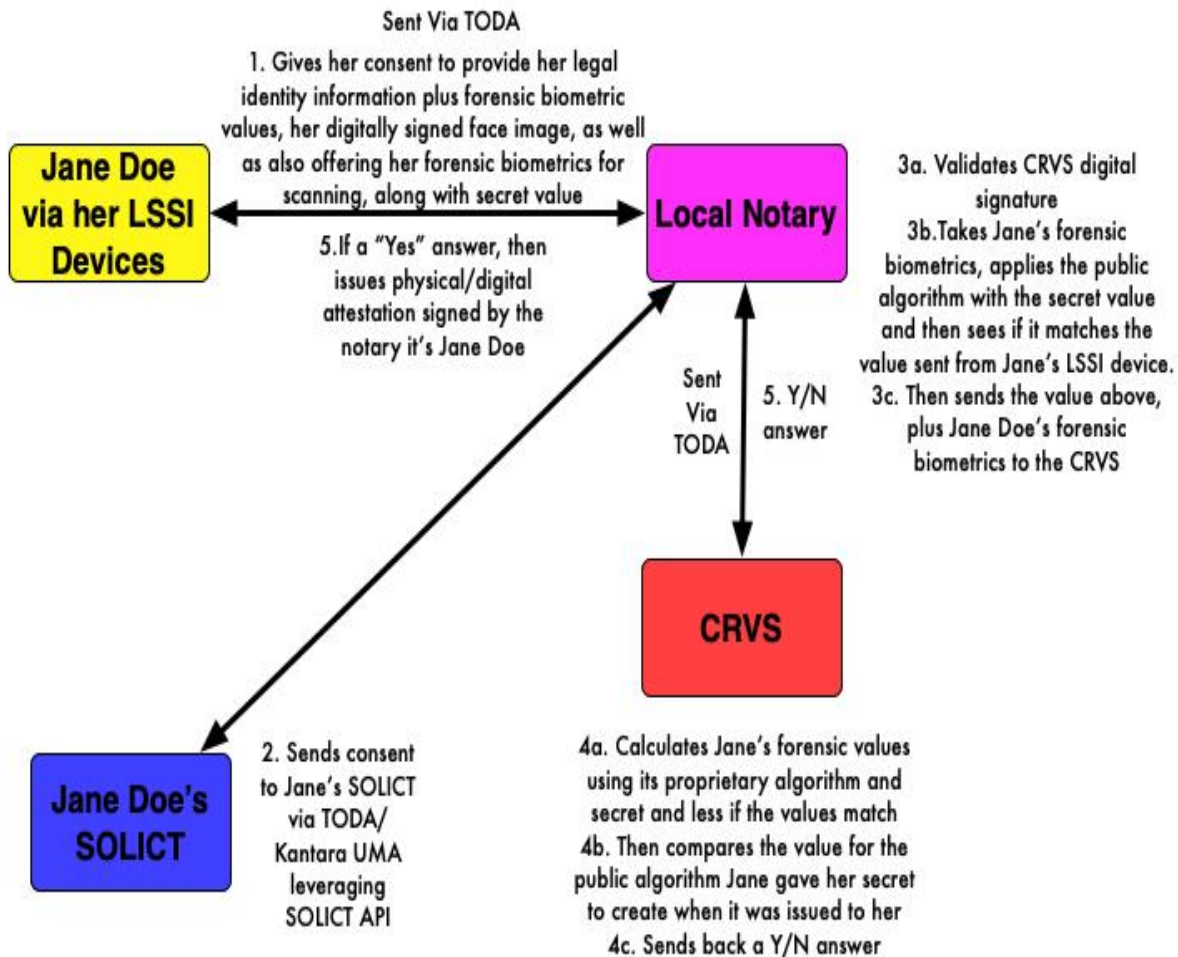 Sent Via TODA
1. Gives her consent to provide her legal
identity information plus forensic biometric
values, her digitally signed face image, as well
as also offering her forensic biometrics for
scanning, along with secret value
Jane Doe
via her LSSI
Devices
5.If a “Yes” answer, then
issues physical/digital
attestation signed by the
notary it’s Jane Doe
Local Notary
3a. Validates CRVS digital
signature
3b.Takes Jane’s forensic
biometrics, applies the public
algorithm with the secret value
and then sees if it matches the
value sent from Jane’s LSSI device.
3c. Then sends the value above,
plus Jane Doe’s forensic
biometrics to the CRVS
Sent
Via
TODA
5. Y/N
answer
CRVS
Jane Doe’s
SOLICT
2. Sends consent
to Jane’s SOLICT
via TODA/
Kantara UMA
leveraging
SOLICT API
4a. Calculates Jane’s forensic values
using its proprietary algorithm and
secret and less if the values match
4b. Then compares the value for the
public algorithm Jane gave her secret
to create when it was issued to her
4c. Sends back a Y/N answer